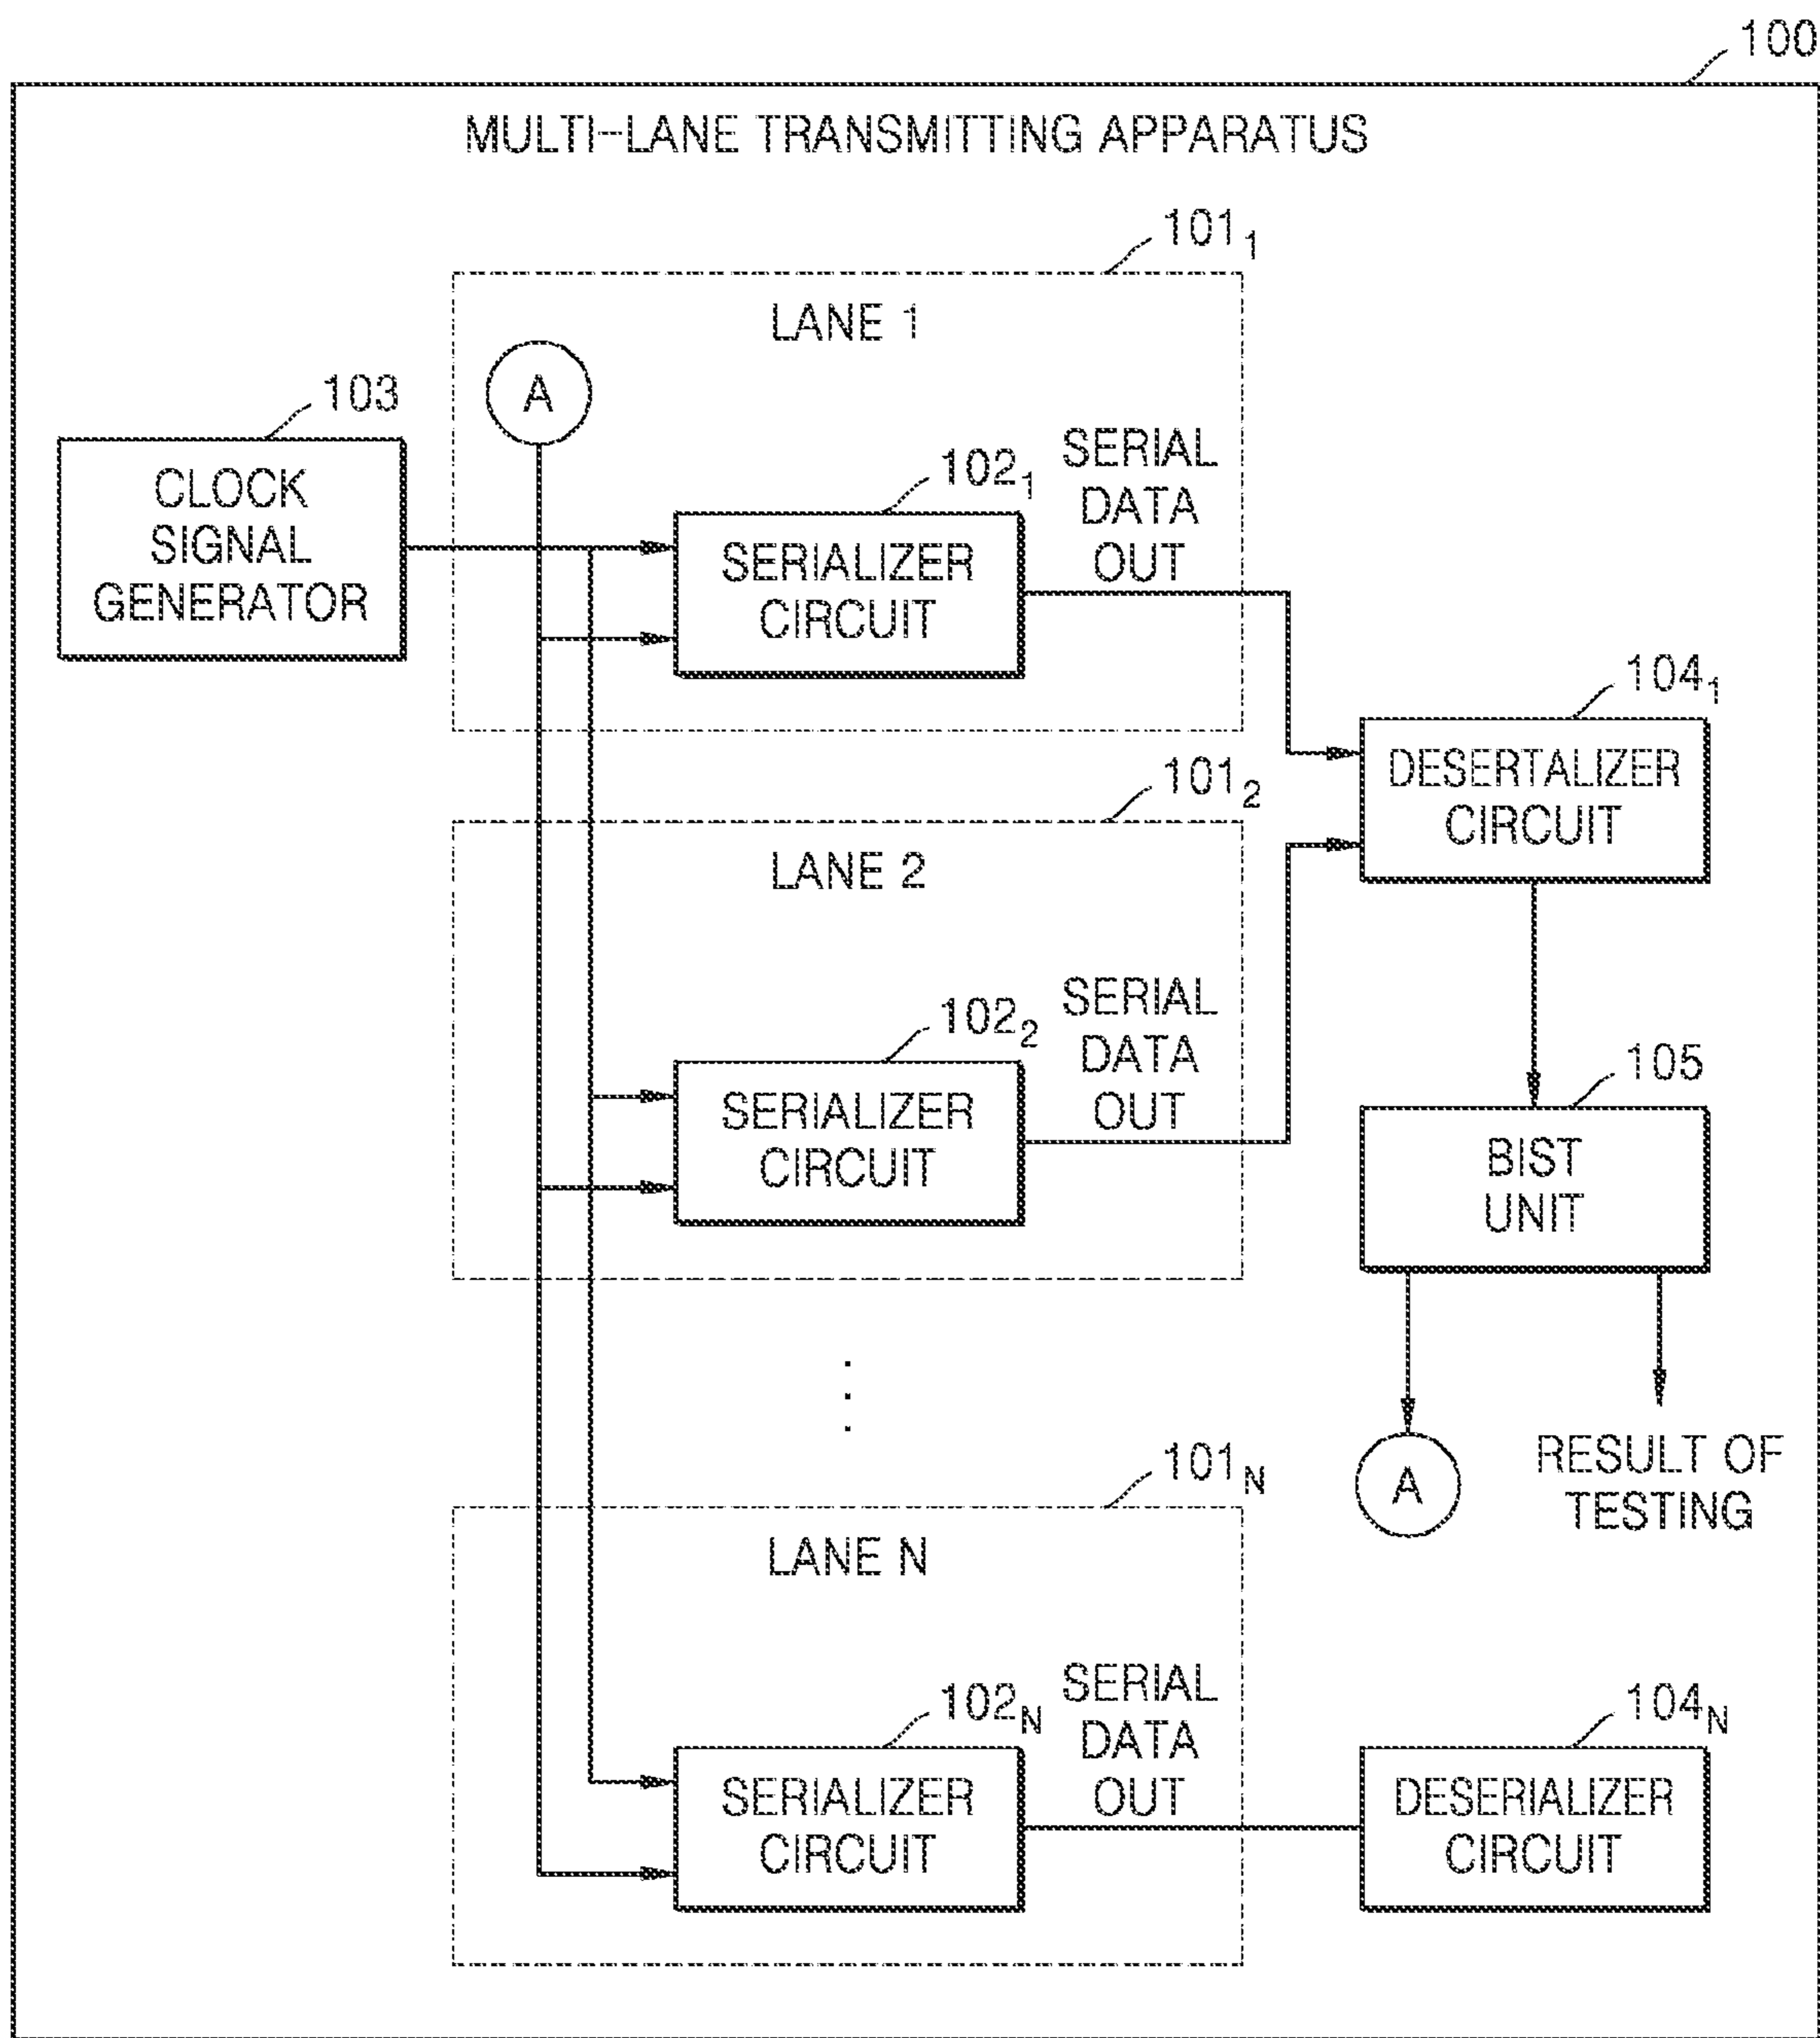 100
MULTI-LANE TRANSMITTING APPARATUS
101₁
LANE 1
A
103
CLOCK
SIGNAL
GENERATOR
102₁
SERIALIZER
CIRCUIT
SERIAL
DATA
OUT
104₁
DESERTALIZER
CIRCUIT
101₂
LANE 2
102₂
SERIALIZER
CIRCUIT
SERIAL
DATA
OUT
105
BIST
UNIT
A
RESULT OF
TESTING
.
.
.
101N
LANE N
102N
SERIALIZER
CIRCUIT
SERIAL
DATA
OUT
104N
DESERIALIZER
CIRCUIT